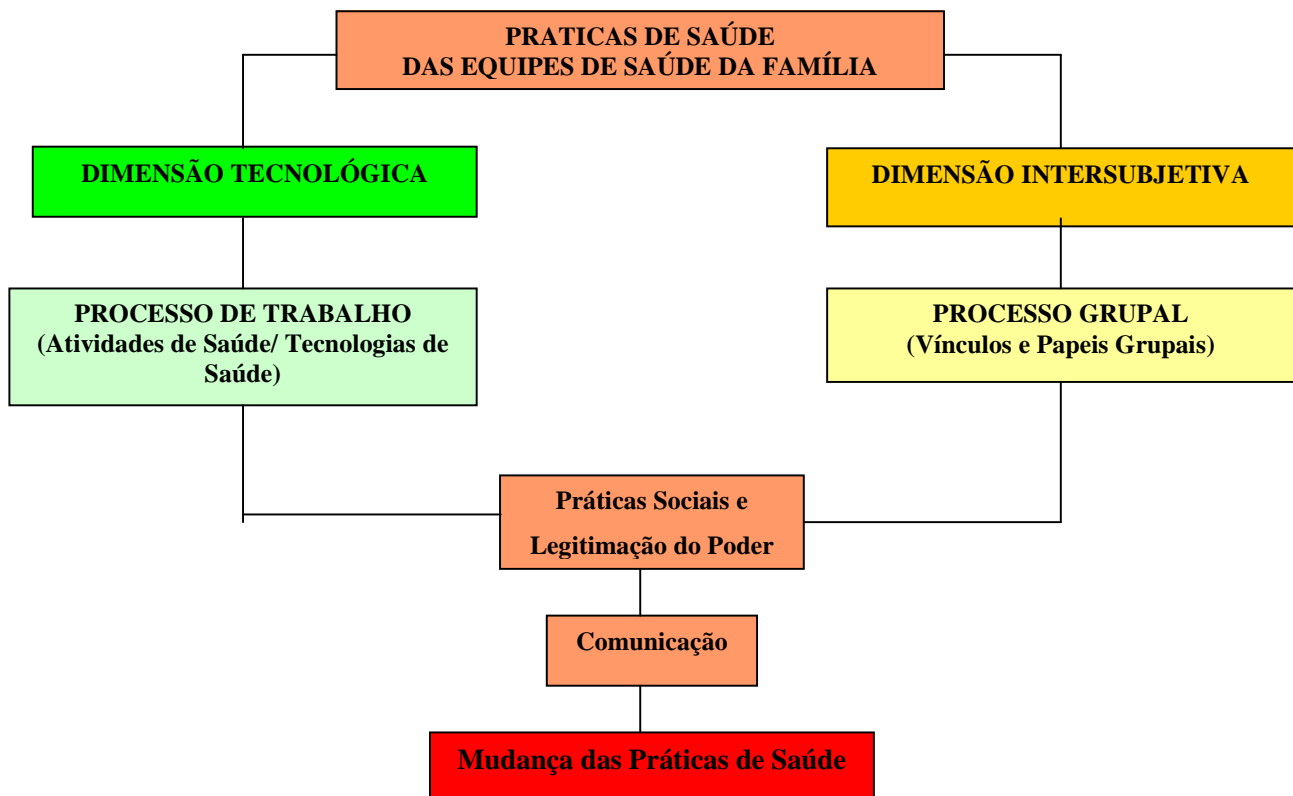 PRATICAS DE SAÚDE
DAS EQUIPES DE SAÚDE DA FAMÍLIA
DIMENSÃO TECNOLÓGICA
DIMENSÃO INTERSUBJETIVA
PROCESSO DE TRABALHO
(Atividades de Saúde/ Tecnologias de
Saúde)
PROCESSO GRUPAL
(Vínculos e Papeis Grupais)
Práticas Sociais e
Legitimação do Poder
Comunicação
Mudança das Práticas de Saúde